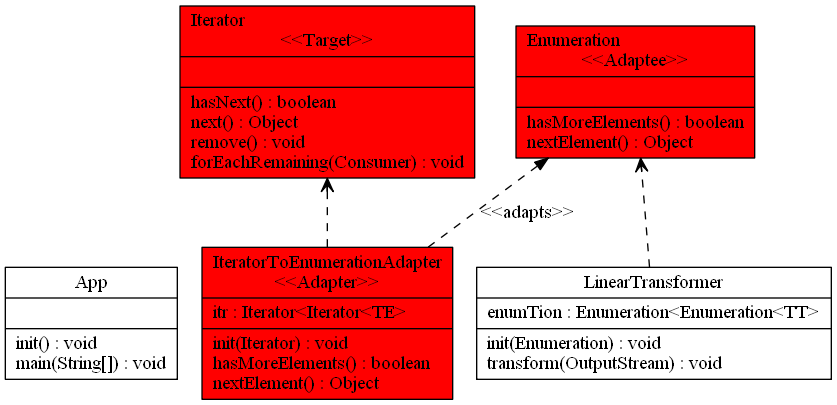 Iterator
<<Target>>
hasNext() : boolean
next() : Object
remove() : void
forEachRemaining(Consumer) : void
Enumeration
<<Adaptee>>
hasMoreElements() : boolean
nextElement() : Object
<<adapts>>
App
init() : void
main(String[]) : void
IteratorToEnumerationAdapter
<<Adapter>>
itr : Iterator<Iterator<TE>
init(Iterator) : void
hasMoreElements() : boolean
nextElement() : Object
LinearTransformer
enumTion : Enumeration<Enumeration<TT>
init(Enumeration) : void
transform(OutputStream) : void